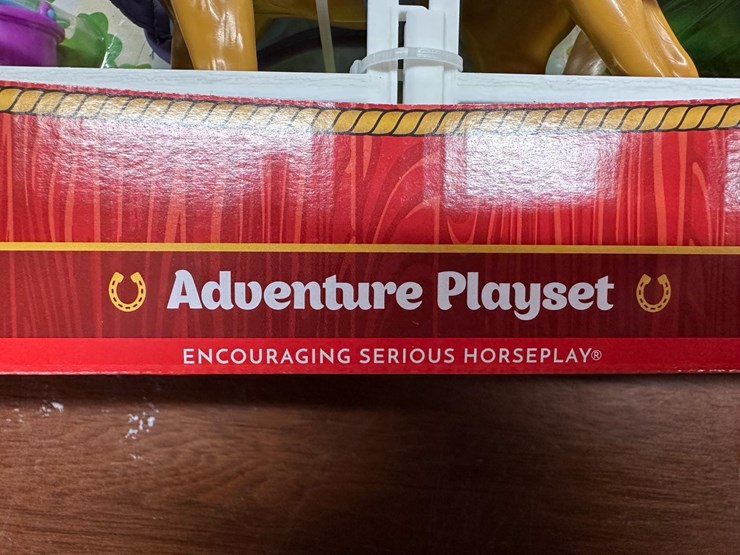 Adventure Playset
ENCOURAGING SERIOUS HORSEPLAY®